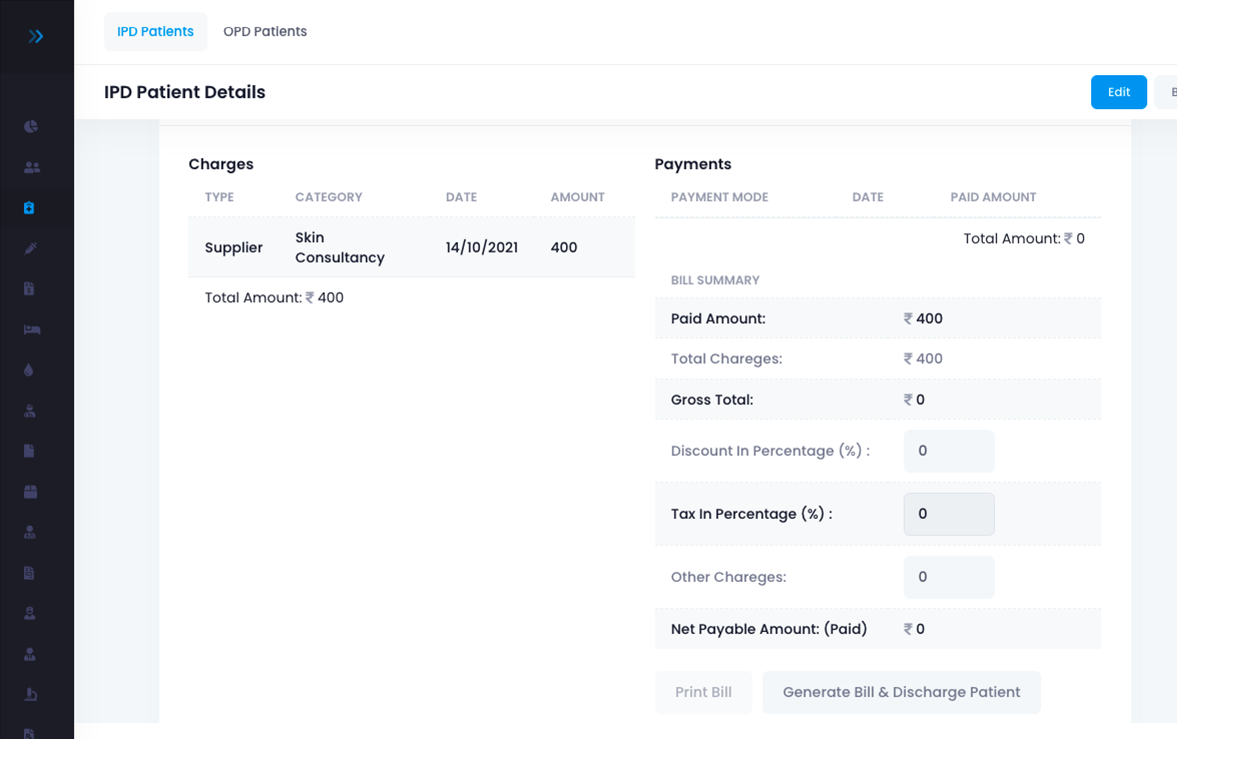 IPD Patients OPD Patients
IPD Patient Details
Edit
Charges
TYPE CATEGORY DATE AMOUNT
Supplier Skin Consultancy 14/10/2021 400
Total Amount: ₹ 400
Payments
PAYMENT MODE DATE PAID AMOUNT
Total Amount: ₹ 0
BILL SUMMARY
Paid Amount: ₹ 400
Total Chareges: ₹ 400
Gross Total: ₹ 0
Discount In Percentage (%) : 0
Tax In Percentage (%) : 0
Other Chareges: 0
Net Payable Amount: (Paid) ₹ 0
Print Bill Generate Bill & Discharge Patient